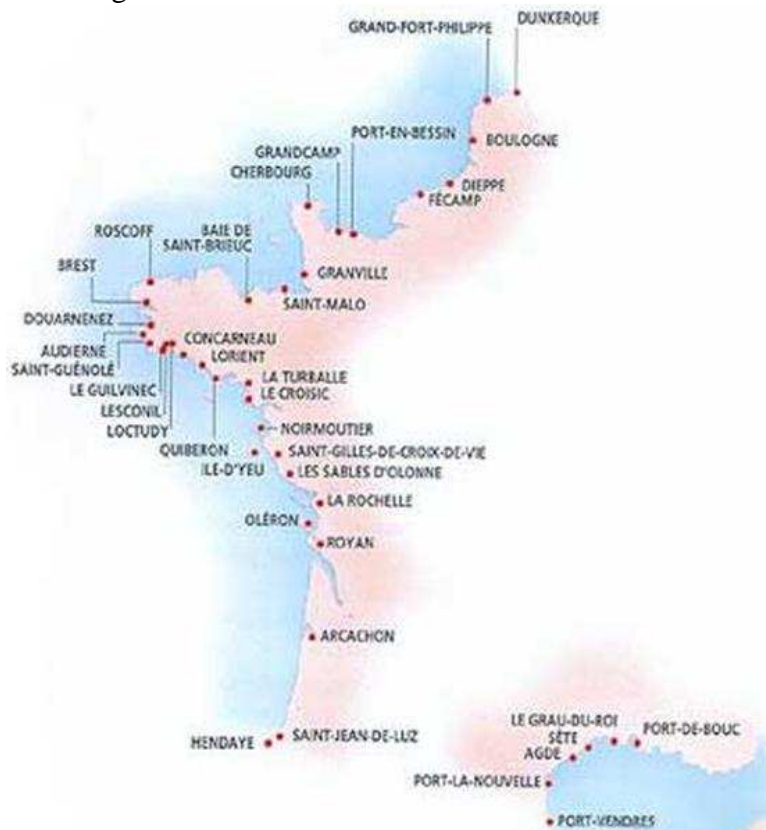 DUNKERQUE
GRAND-FORT-PHILIPPE
PORT-EN-BESSIN
BOULOGNE
GRANDCAMP
CHERBOURG
DIEPPE
FÉCAMP
ROSCOFF
BAIE DE
SAINT-BRIEUC
BREST
GRANVILLE
SAINT-MALO
DOUARNENEZ
CONCARNEAU
AUDIERNE
LORIENT
SAINT-GUÉNOLÉ
LA TURBALLE
LE GUILVINEC
LE CROISIC
LESCONIL
LOCTUDY
NOIRMOUTIER
QUIBERON
SAINT-GILLES-DE-CROIX-DE-VIE
ILE-D'YEU
LES SABLES D'OLONNE
LA ROCHELLE
OLÉRON
ROYAN
ARCACHON
LE GRAU-DU-ROI
PORT-DE-BOUC
SÈTE
SAINT-JEAN-DE-LUZ
HENDAYE
AGDE
PORT-LA-NOUVELLE
PORT-VENDRES